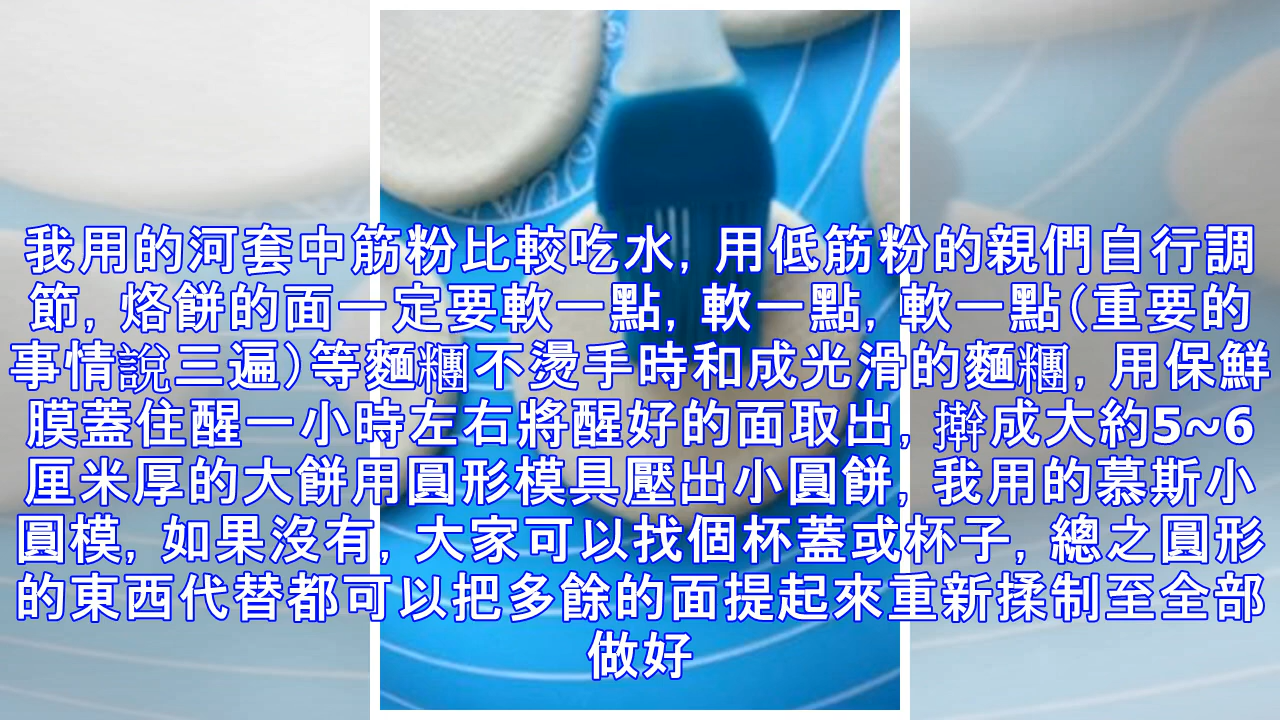 我用的河套中筋粉比較吃水,用低筋粉的親們自行調
節,烙餅的面一定要軟一點,軟一點,軟一點(重要的
事情說三遍)等麵糰不燙手時和成光滑的麵糰,用保鮮
膜蓋住醒一小時左右將醒好的面取出,擀成大約5~6
厘米厚的大餅用圓形模具壓出小圓餅,我用的慕斯小
圓模,如果沒有,大家可以找個杯蓋或杯子,總之圓形
的東西代替都可以把多餘的面提起來重新揉制至全部
做好